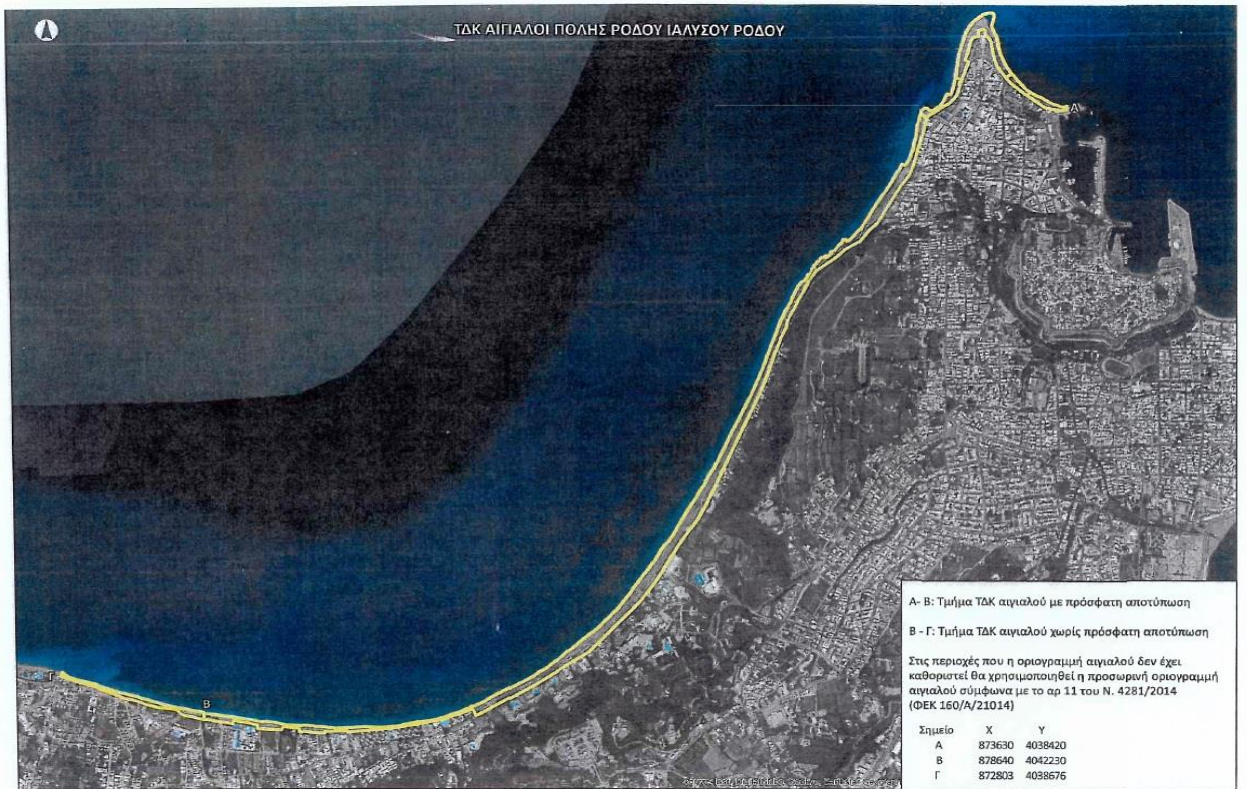 ΤΔΚ ΑΙΓΙΑΛΟΙ ΠΟΛΗΣ ΡΟΔΟΥ ΙΑΛΥΣΟΥ ΡΟΔΟΥ
Α
Γ
Β
Α- Β: Τμήμα ΤΔΚ αιγιαλού με πρόσφατη αποτύπωση
Β - Γ: Τμήμα ΤΔΚ αιγιαλού χωρίς πρόσφατη αποτύπωση
Στις περιοχές που η οριογραμμή αιγιαλού δεν έχει
καθοριστεί θα χρησιμοποιηθεί η προσωρινή οριογραμμή
αιγιαλού σύμφωνα με το αρ 11 του Ν. 4281/2014
(ΦΕΚ 160/Α/21014)
Σημείο Χ Υ
Α 873630 4038420
Β 878640 4042230
Γ 872803 4038676